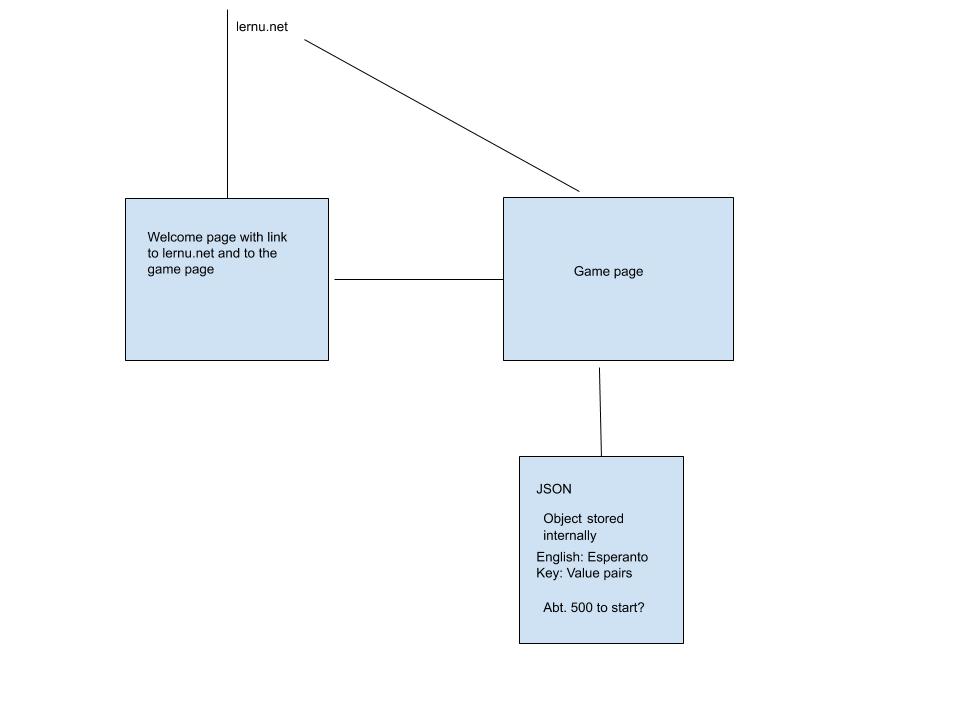 lernu.net
Welcome page with link
to lernu.net and to the
game page
Game page
JSON
Object stored
internally
English: Esperanto
Key: Value pairs
Abt. 500 to start?